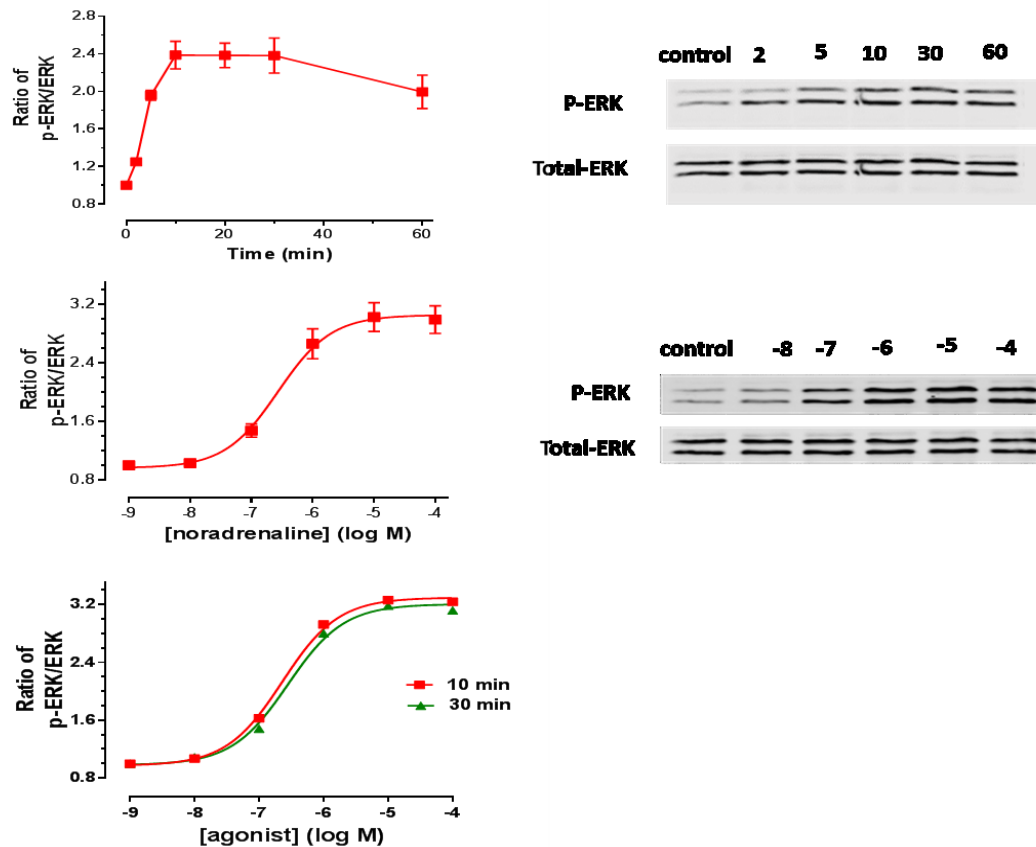 2.8
2.4
2.0
1.6
1.2
0.8
Ratio of
p-ERK/ERK
0 20 40 60
Time (min)
control 2 5 10 30 60
P-ERK
Total-ERK
3.2
2.4
1.6
0.8
Ratio of
p-ERK/ERK
-9 -8 -7 -6 -5 -4
[noradrenaline] (log M)
control -8 -7 -6 -5 -4
P-ERK
Total-ERK
3.2
2.4
1.6
0.8
Ratio of
p-ERK/ERK
10 min
30 min
-9 -8 -7 -6 -5 -4
[agonist] (log M)